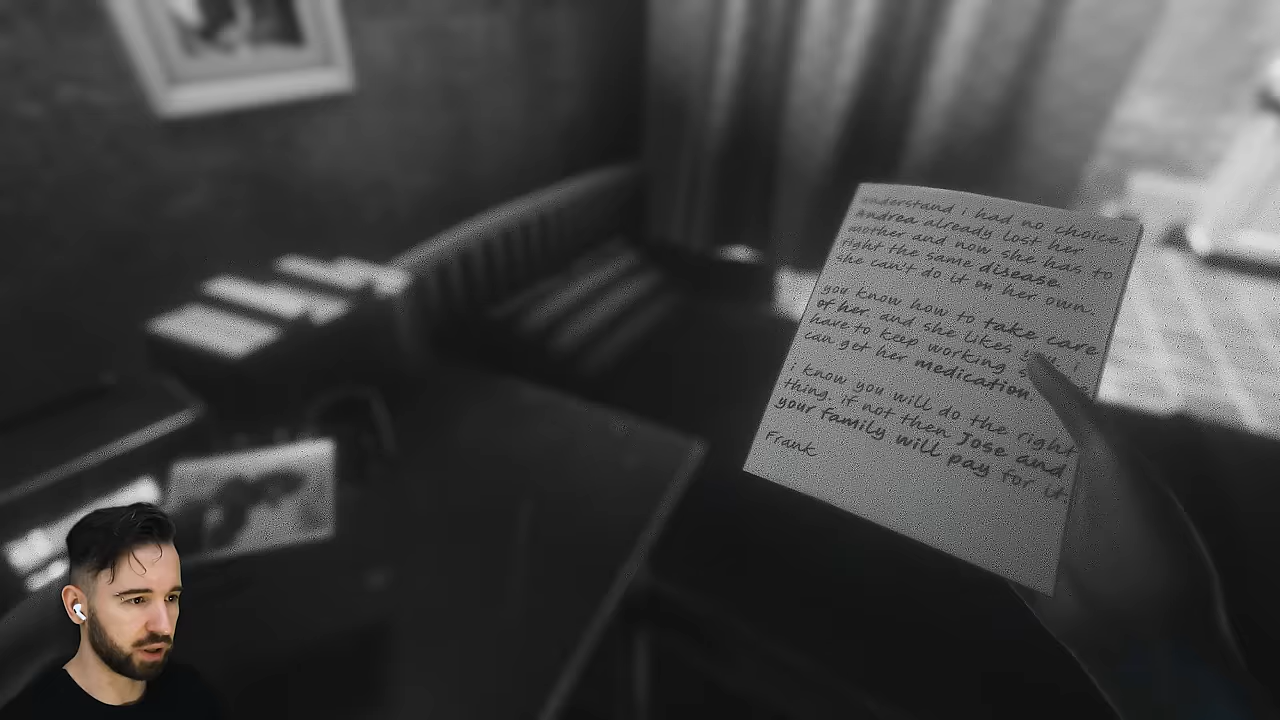 understand i had no choice.
Andrea already lost her
mother and now she has to
fight the same disease.
she can't do it on her own.
you know how to take care
of her and she likes you. i
have to keep working so i
can get her medication.
i know you will do the right
thing. if not then Jose and
your family will pay for it.
Frank